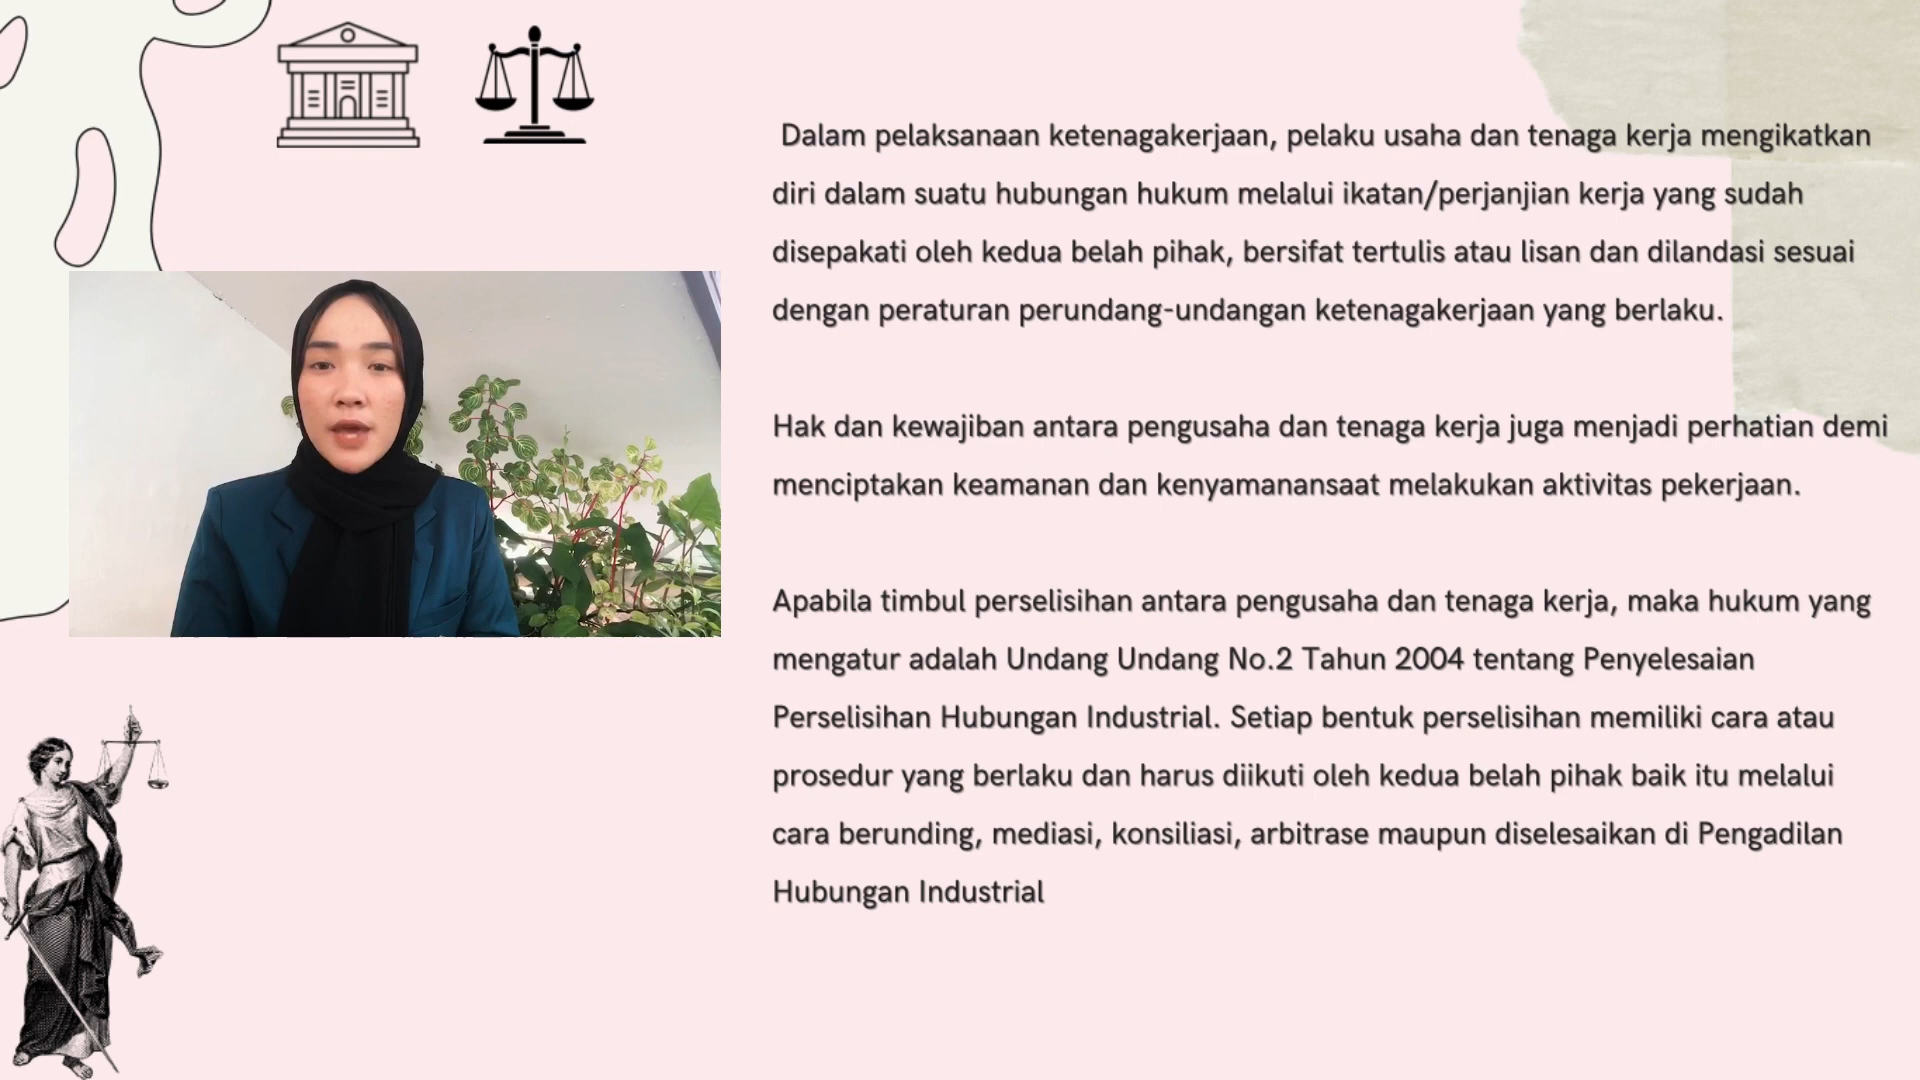 Dalam pelaksanaan ketenagakerjaan, pelaku usaha dan tenaga kerja mengikatkan
diri dalam suatu hubungan hukum melalui ikatan/perjanjian kerja yang sudah
disepakati oleh kedua belah pihak, bersifat tertulis atau lisan dan dilandasi sesuai
dengan peraturan perundang-undangan ketenagakerjaan yang berlaku.
Hak dan kewajiban antara pengusaha dan tenaga kerja juga menjadi perhatian demi
menciptakan keamanan dan kenyamanansaat melakukan aktivitas pekerjaan.
Apabila timbul perselisihan antara pengusaha dan tenaga kerja, maka hukum yang
mengatur adalah Undang Undang No.2 Tahun 2004 tentang Penyelesaian
Perselisihan Hubungan Industrial. Setiap bentuk perselisihan memiliki cara atau
prosedur yang berlaku dan harus diikuti oleh kedua belah pihak baik itu melalui
cara berunding, mediasi, konsiliasi, arbitrase maupun diselesaikan di Pengadilan
Hubungan Industrial